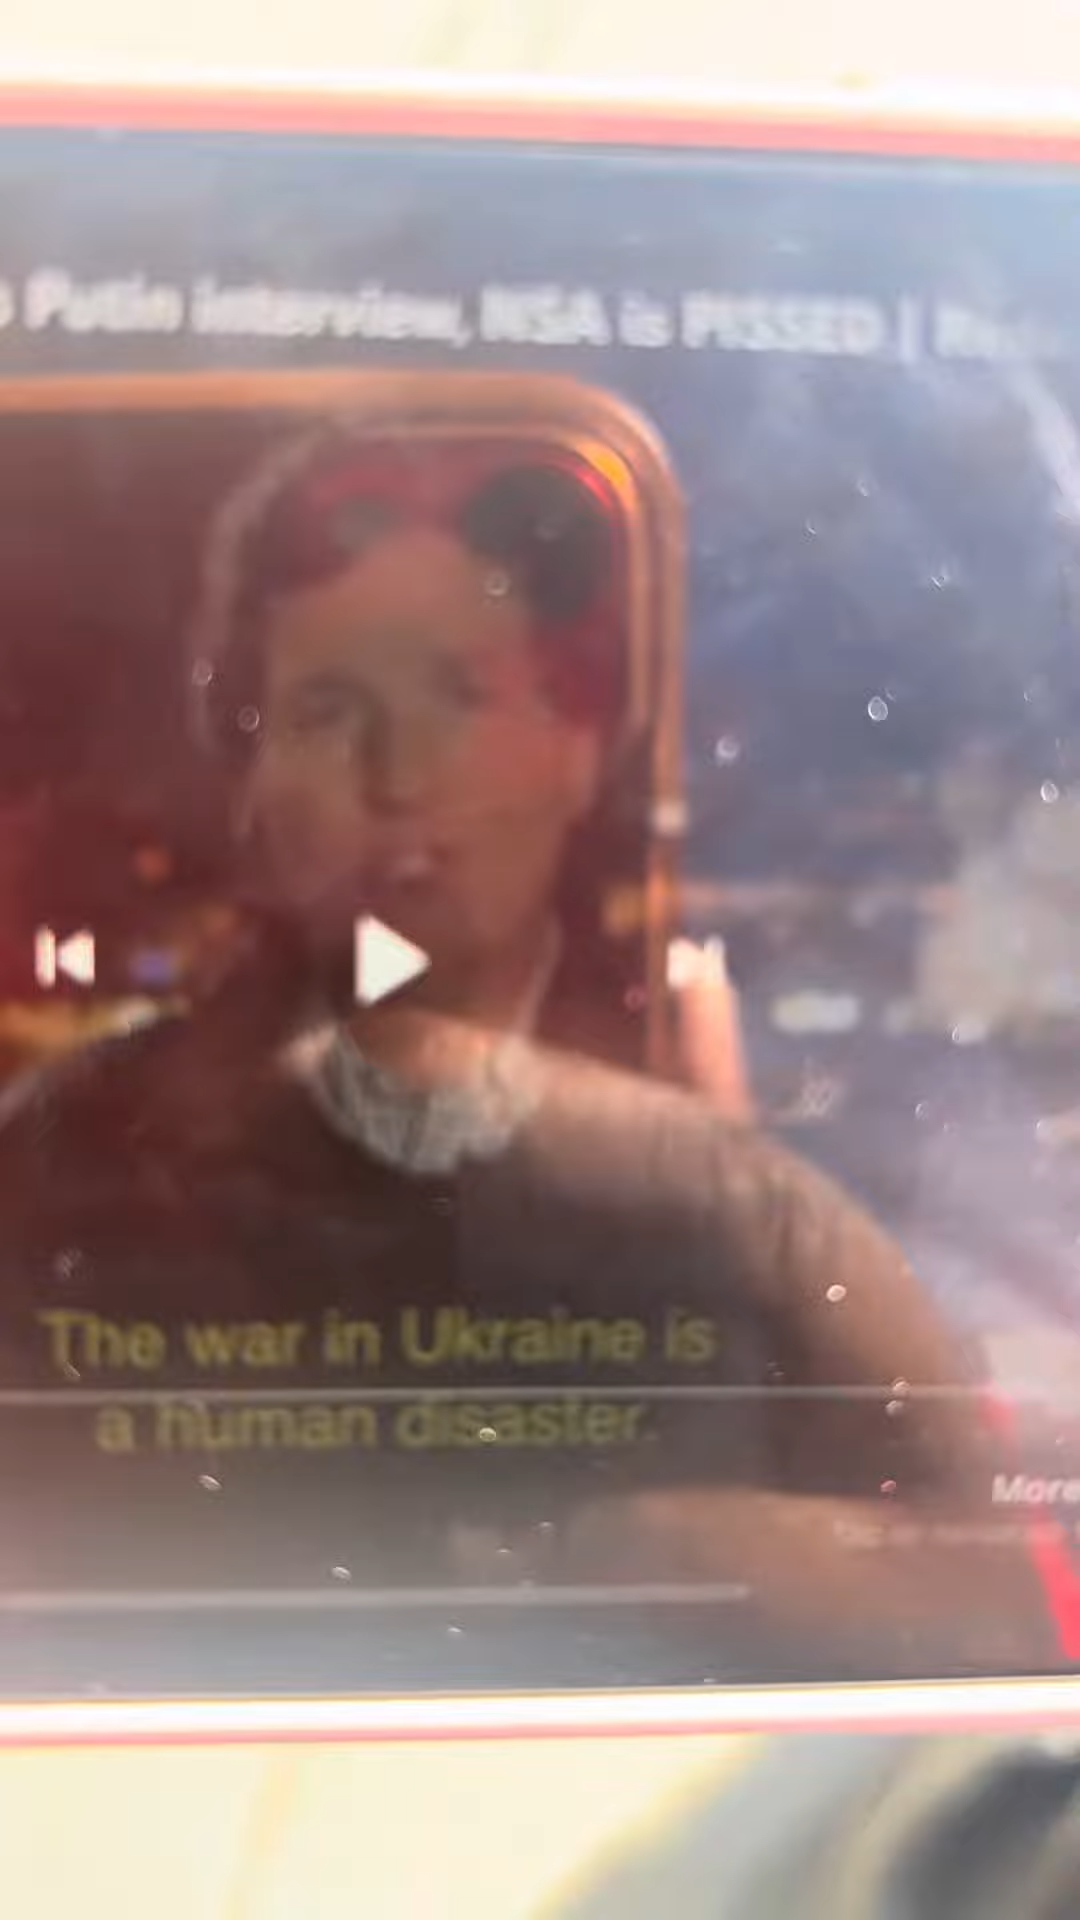 Putin interview, NSA is PISSED |
The war in Ukraine is
a human disaster.
More